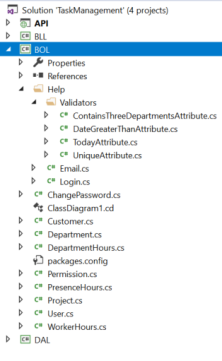 Solution 'TaskManagement' (4 projects)
API
BLL
BOL
Properties
References
Help
Validators
ContainsThreeDepartmentsAttribute.cs
DateGreaterThanAttribute.cs
TodayAttribute.cs
UniqueAttribute.cs
Email.cs
Login.cs
ChangePassword.cs
ClassDiagram1.cd
Customer.cs
Department.cs
DepartmentHours.cs
packages.config
Permission.cs
PresenceHours.cs
Project.cs
User.cs
WorkerHours.cs
DAL